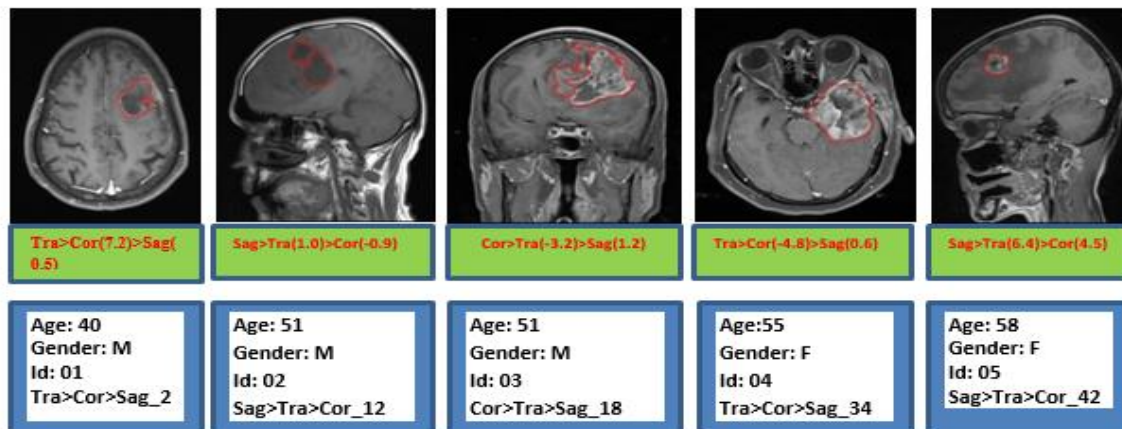 Tra>Cor(7.2)>Sag(
0.5)
Sag>Tra(1.0)>Cor(-0.9)
Cor>Tra(-3.2)>Sag(1.2)
Tra>Cor(-4.8)>Sag(0.6)
Sag>Tra(6.4)>Cor(4.5)
Age: 40
Gender: M
Id: 01
Tra>Cor>Sag_2
Age: 51
Gender: M
Id: 02
Sag>Tra>Cor_12
Age: 51
Gender: M
Id: 03
Cor>Tra>Sag_18
Age:55
Gender: F
Id: 04
Tra>Cor>Sag_34
Age: 58
Gender: F
Id: 05
Sag>Tra>Cor_42